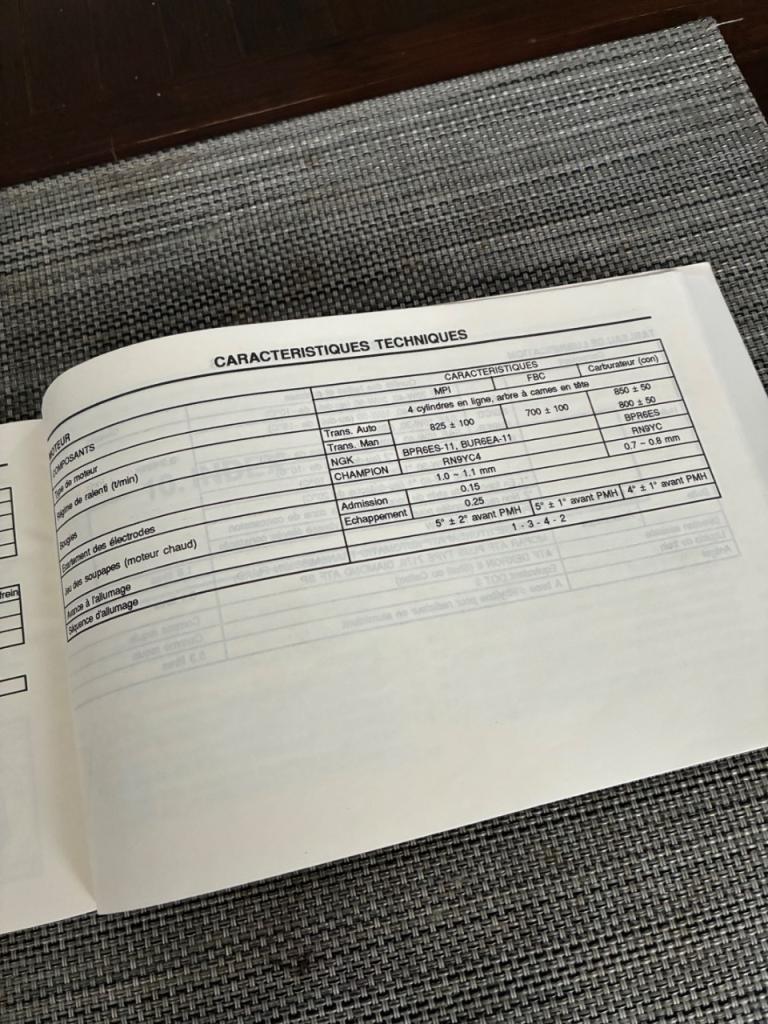 CARACTERISTIQUES TECHNIQUES
MOTEUR
COMPOSANTS CARACTERISTIQUES
MPI FBC Carburateur (con)
Type de moteur 4 cylindres en ligne, arbre à cames en tête
Régime de ralenti (t/min) Trans. Auto 825 ± 100 700 ± 100 850 ± 50
Trans. Man 800 ± 50
Bougies NGK BPR6ES-11, BUR6EA-11 BPR6ES
CHAMPION RN9YC4 RN9YC
Ecartement des électrodes 1.0 ~ 1.1 mm 0.7 ~ 0.8 mm
Jeu des soupapes (moteur chaud) Admission 0.15
Echappement 0.25
Avance à l'allumage 5° ± 2° avant PMH 5° ± 1° avant PMH 4° ± 1° avant PMH
Séquence d'allumage 1 - 3 - 4 - 2
frein